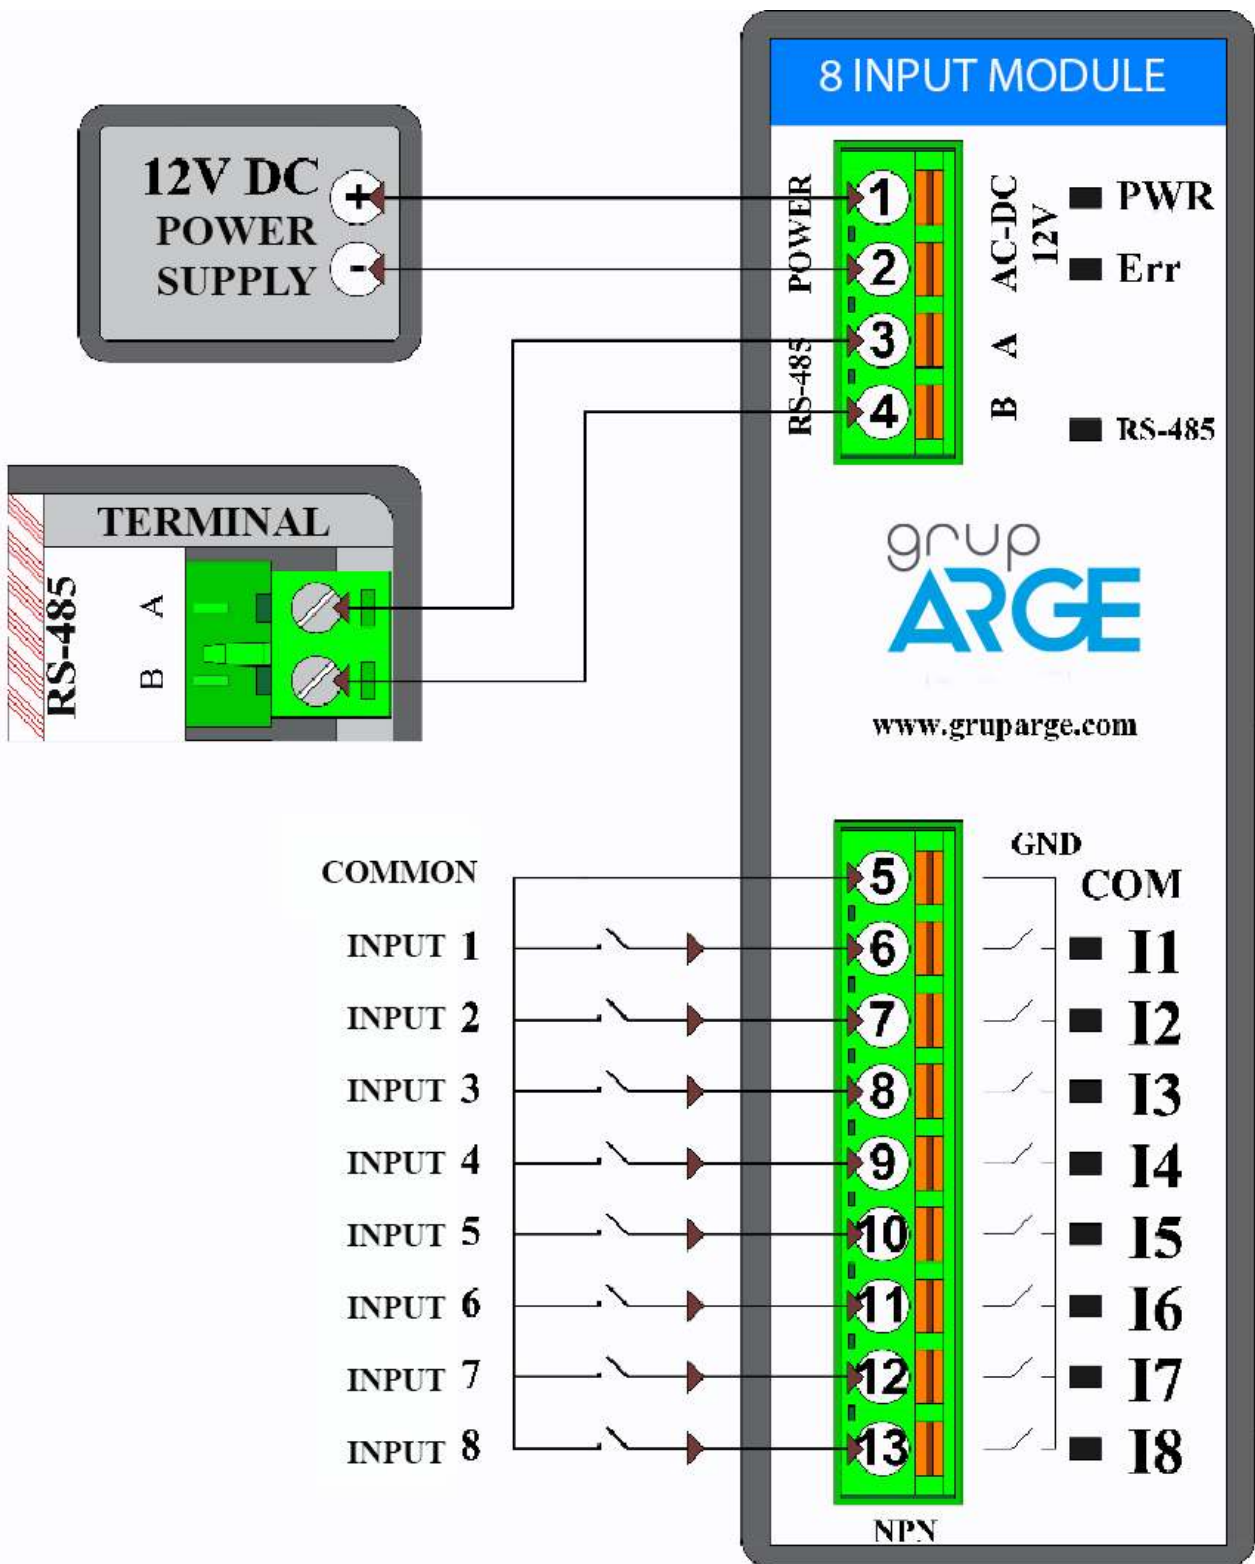 8 INPUT MODULE
12V DC
POWER
SUPPLY
+
-
POWER
RS-485
1
2
3
4
AC-DC
12V
A
B
PWR
Err
RS-485
TERMINAL
RS-485
A
B
grup
ARGE
www.gruparge.com
COMMON
INPUT 1
INPUT 2
INPUT 3
INPUT 4
INPUT 5
INPUT 6
INPUT 7
INPUT 8
5
6
7
8
9
10
11
12
13
GND
COM
I1
I2
I3
I4
I5
I6
I7
I8
NPN